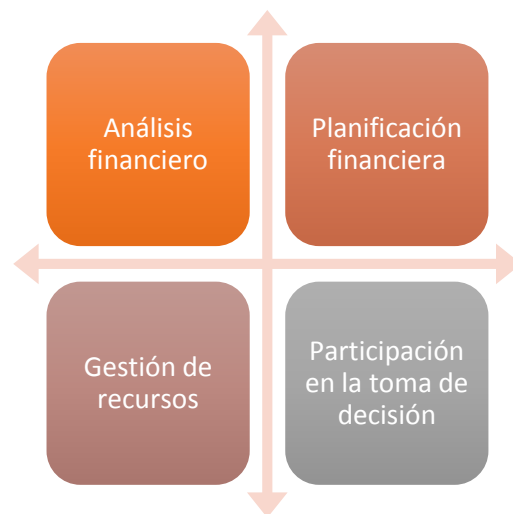 Análisis
financiero
Planificación
financiera
Gestión de
recursos
Participación
en la toma de
decisión